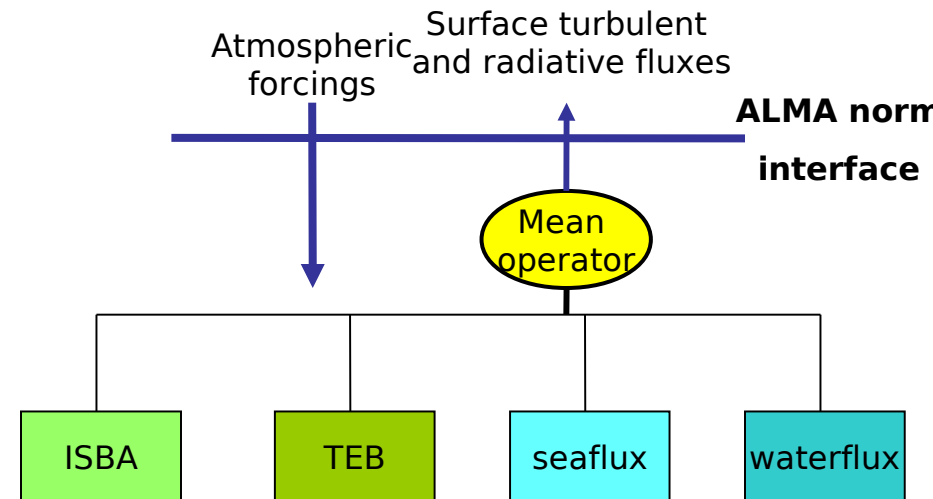 Atmospheric
forcings
Surface turbulent
and radiative fluxes
ALMA norm
interface
Mean
operator
ISBA
TEB
seaflux
waterflux